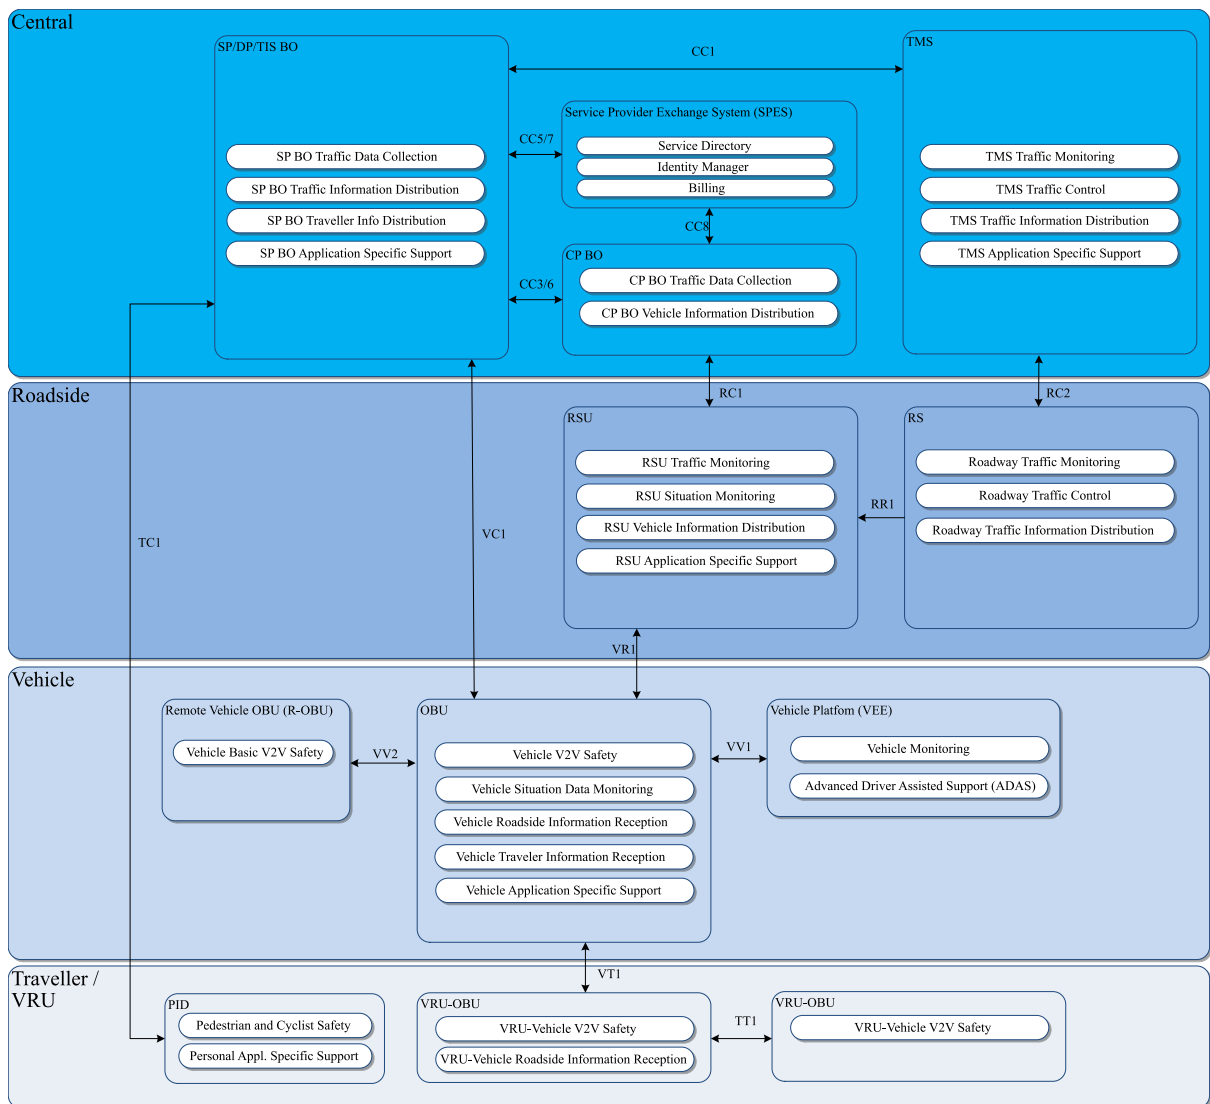 Central
SP/DP/TIS BO
SP BO Traffic Data Collection
SP BO Traffic Information Distribution
SP BO Traveller Info Distribution
SP BO Application Specific Support
CC1
TMS
TMS Traffic Monitoring
TMS Traffic Control
TMS Traffic Information Distribution
TMS Application Specific Support
CC5/7
Service Provider Exchange System (SPES)
Service Directory
Identity Manager
Billing
CC8
CC3/6
CP BO
CP BO Traffic Data Collection
CP BO Vehicle Information Distribution
RC1
RC2
Roadside
TC1
VC1
RSU
RSU Traffic Monitoring
RSU Situation Monitoring
RSU Vehicle Information Distribution
RSU Application Specific Support
RR1
RS
Roadway Traffic Monitoring
Roadway Traffic Control
Roadway Traffic Information Distribution
VR1
Vehicle
Remote Vehicle OBU (R-OBU)
Vehicle Basic V2V Safety
VV2
OBU
Vehicle V2V Safety
Vehicle Situation Data Monitoring
Vehicle Roadside Information Reception
Vehicle Traveler Information Reception
Vehicle Application Specific Support
VV1
Vehicle Platfom (VEE)
Vehicle Monitoring
Advanced Driver Assisted Support (ADAS)
VT1
Traveller /
VRU
PID
Pedestrian and Cyclist Safety
Personal Appl. Specific Support
VRU-OBU
VRU-Vehicle V2V Safety
VRU-Vehicle Roadside Information Reception
TT1
VRU-OBU
VRU-Vehicle V2V Safety